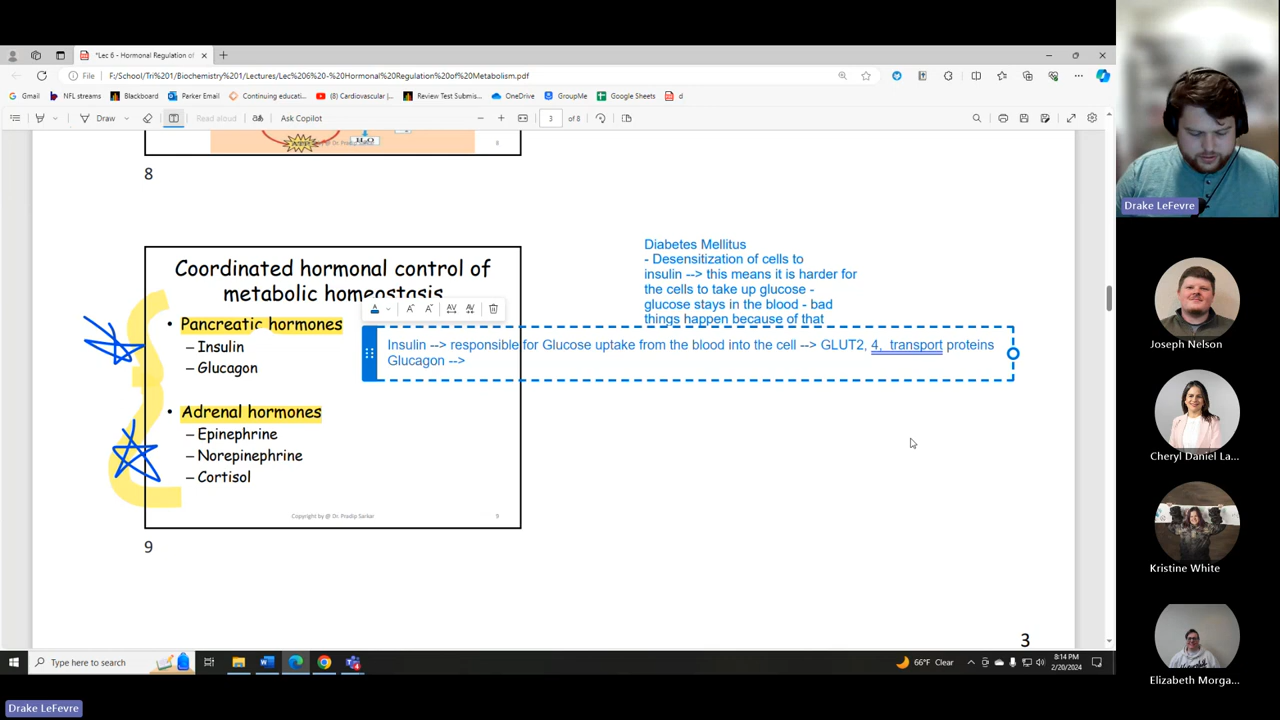 *Lec 6 - Hormonal Regulation of
File
F:/School/Tri%201/Biochemistry%201/Lectures/Lec%206%20-%20Hormonal%20Regulation%20of%20Metabolism.pdf
Gmail
NFL streams
Blackboard
Parker Email
Continuing educati...
(8) Cardiovascular |...
Review Test Submis...
OneDrive
GroupMe
Google Sheets
d
Draw
Read aloud
Ask Copilot
3 of 8
ATP
H₂O
8
8
Coordinated hormonal control of
metabolic homeostasis
• Pancreatic hormones
– Insulin
– Glucagon
• Adrenal hormones
– Epinephrine
– Norepinephrine
– Cortisol
Copyright by @ Dr. Pradip Sarkar
9
9
Diabetes Mellitus
- Desensitization of cells to
insulin --> this means it is harder for
the cells to take up glucose -
glucose stays in the blood - bad
things happen because of that
Insulin --> responsible for Glucose uptake from the blood into the cell --> GLUT2, 4, transport proteins
Glucagon -->
3
Type here to search
66°F Clear
8:14 PM
2/20/2024
Drake LeFevre
Joseph Nelson
Cheryl Daniel La...
Kristine White
Elizabeth Morga...
Drake LeFevre